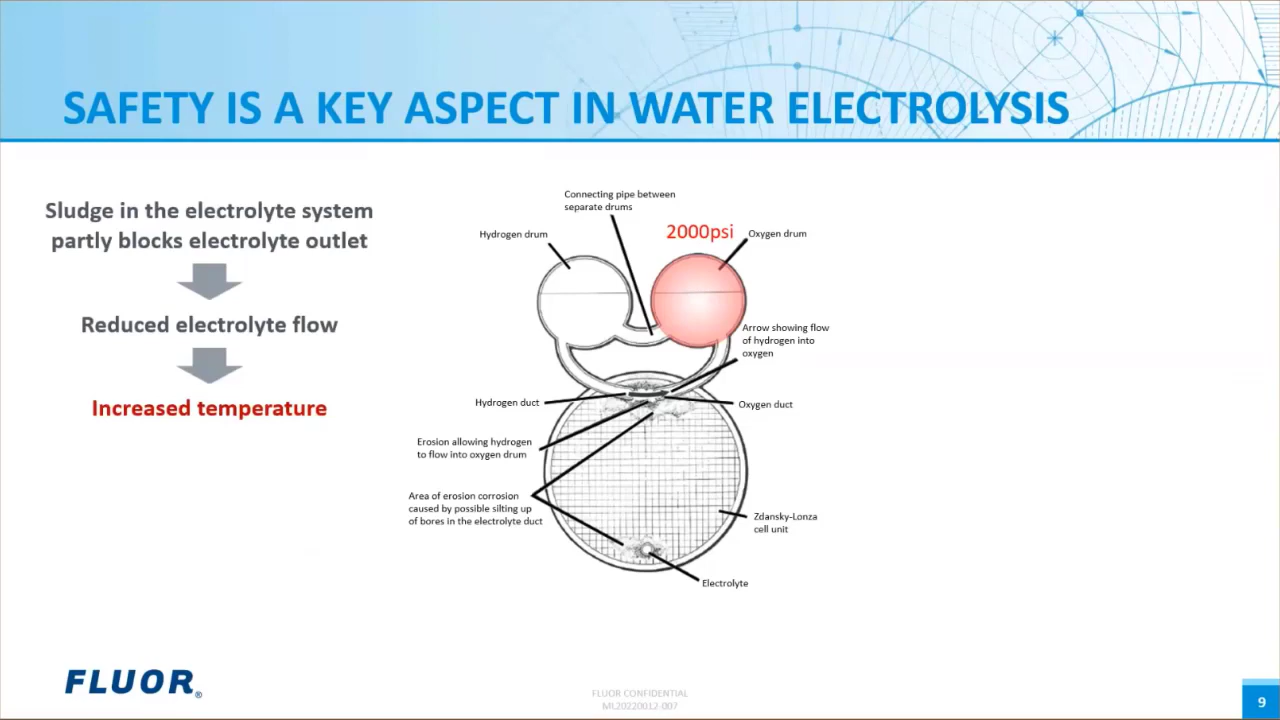 SAFETY IS A KEY ASPECT IN WATER ELECTROLYSIS
Sludge in the electrolyte system
partly blocks electrolyte outlet
Reduced electrolyte flow
Increased temperature
Connecting pipe between
separate drums
Hydrogen drum
2000psi
Oxygen drum
Arrow showing flow
of hydrogen into
oxygen
Hydrogen duct
Oxygen duct
Erosion allowing hydrogen
to flow into oxygen drum
Area of erosion corrosion
caused by possible silting up
of bores in the electrolyte duct
Zdansky-Lonza
cell unit
Electrolyte
FLUOR®
FLUOR CONFIDENTIAL
ML20220012-007
9